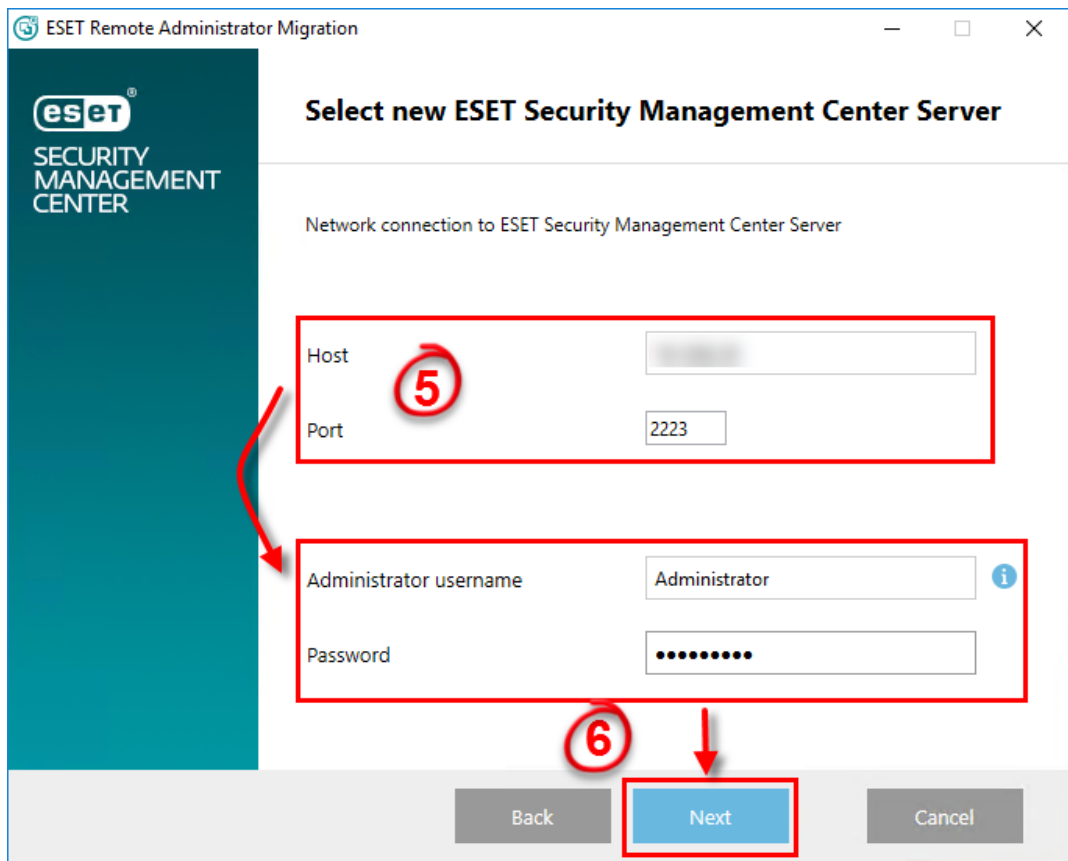 ESET Remote Administrator Migration
eset®
SECURITY
MANAGEMENT
CENTER
Select new ESET Security Management Center Server
Network connection to ESET Security Management Center Server
Host
5
Port 2223
Administrator username Administrator i
Password •••••••••
6
Back Next Cancel